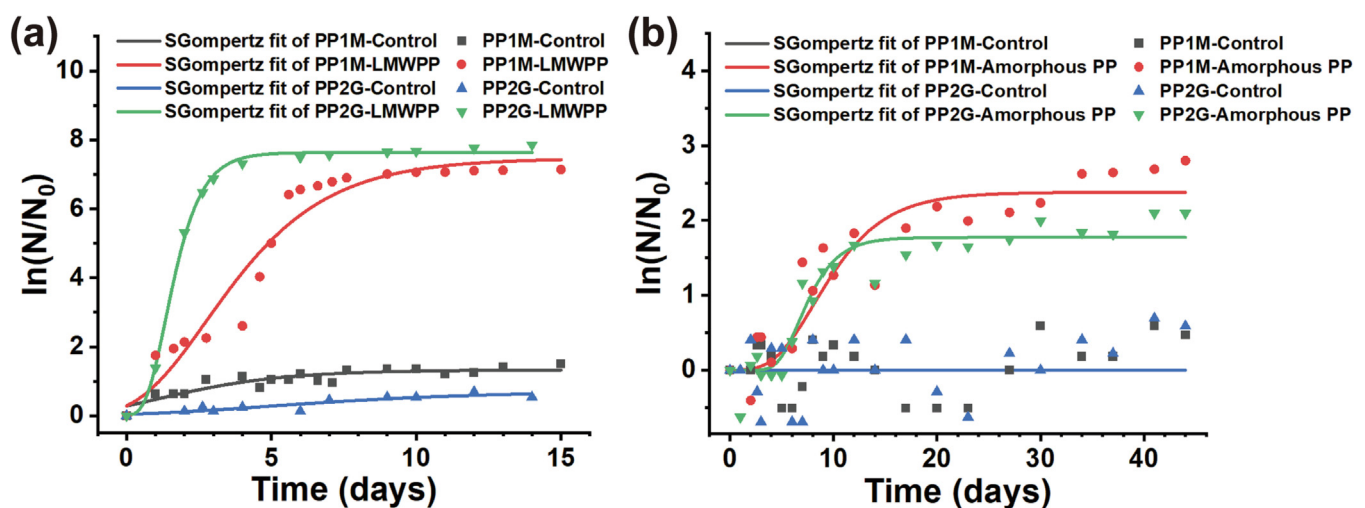 (a)
SGompertz fit of PP1M-Control PP1M-Control
SGompertz fit of PP1M-LMWPP PP1M-LMWPP
SGompertz fit of PP2G-Control PP2G-Control
SGompertz fit of PP2G-LMWPP PP2G-LMWPP
10
8
6
4
2
0
ln(N/N₀)
0 5 10 15
Time (days)
(b)
SGompertz fit of PP1M-Control PP1M-Control
SGompertz fit of PP1M-Amorphous PP PP1M-Amorphous PP
SGompertz fit of PP2G-Control PP2G-Control
SGompertz fit of PP2G-Amorphous PP PP2G-Amorphous PP
4
3
2
1
0
ln(N/N₀)
0 10 20 30 40
Time (days)